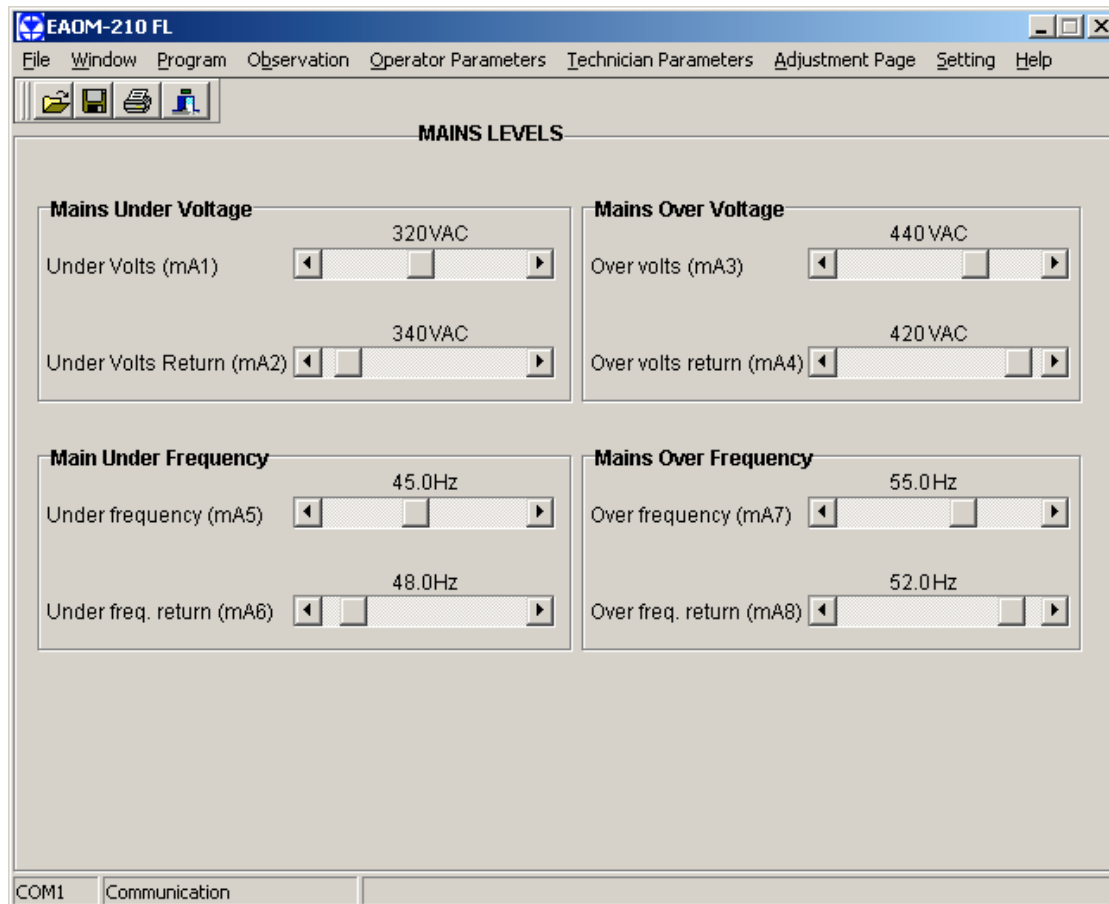 EAOM-210 FL
File Window Program Observation Operator Parameters Technician Parameters Adjustment Page Setting Help
MAINS LEVELS
Mains Under Voltage
320VAC
Under Volts (mA1)
340VAC
Under Volts Return (mA2)
Mains Over Voltage
440VAC
Over volts (mA3)
420VAC
Over volts return (mA4)
Main Under Frequency
45.0Hz
Under frequency (mA5)
48.0Hz
Under freq. return (mA6)
Mains Over Frequency
55.0Hz
Over frequency (mA7)
52.0Hz
Over freq. return (mA8)
COM1 Communication